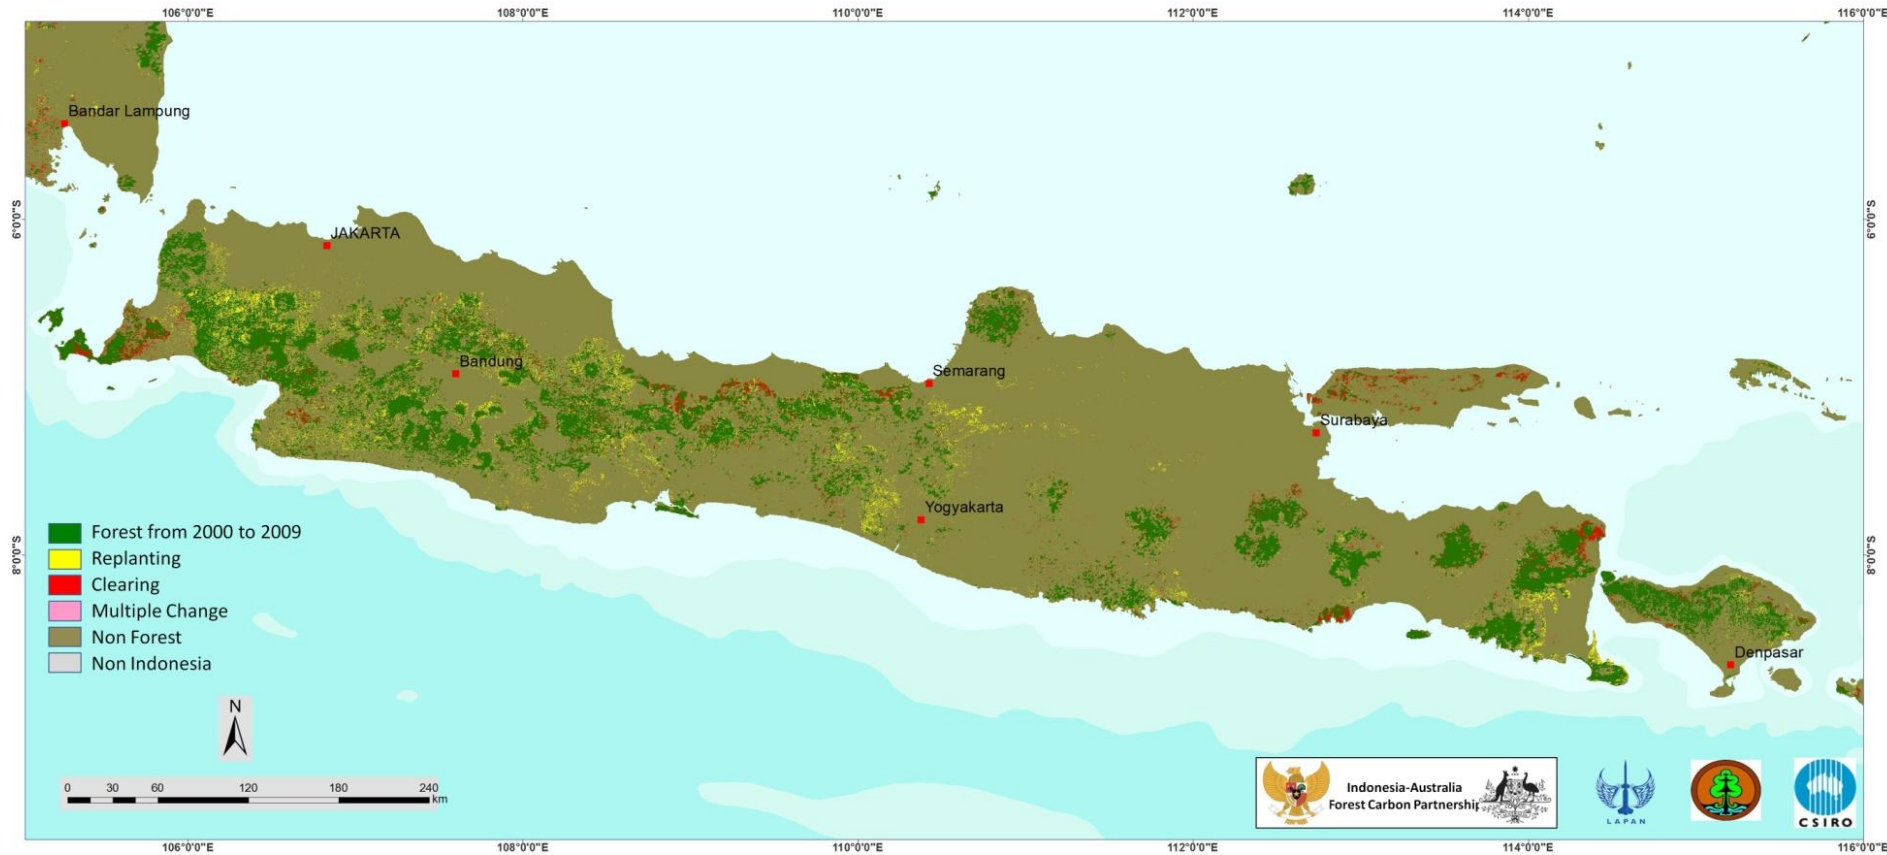 106°0'0"E 108°0'0"E 110°0'0"E 112°0'0"E 114°0'0"E 116°0'0"E
Bandar Lampung
6°0'0"S 6°0'0"S
JAKARTA
Bandung
Semarang
Surabaya
Yogyakarta
8°0'0"S 8°0'0"S
Denpasar
Forest from 2000 to 2009
Replanting
Clearing
Multiple Change
Non Forest
Non Indonesia
N
0 30 60 120 180 240
km
Indonesia-Australia
Forest Carbon Partnership
LAPAN
CSIRO
106°0'0"E 108°0'0"E 110°0'0"E 112°0'0"E 114°0'0"E 116°0'0"E